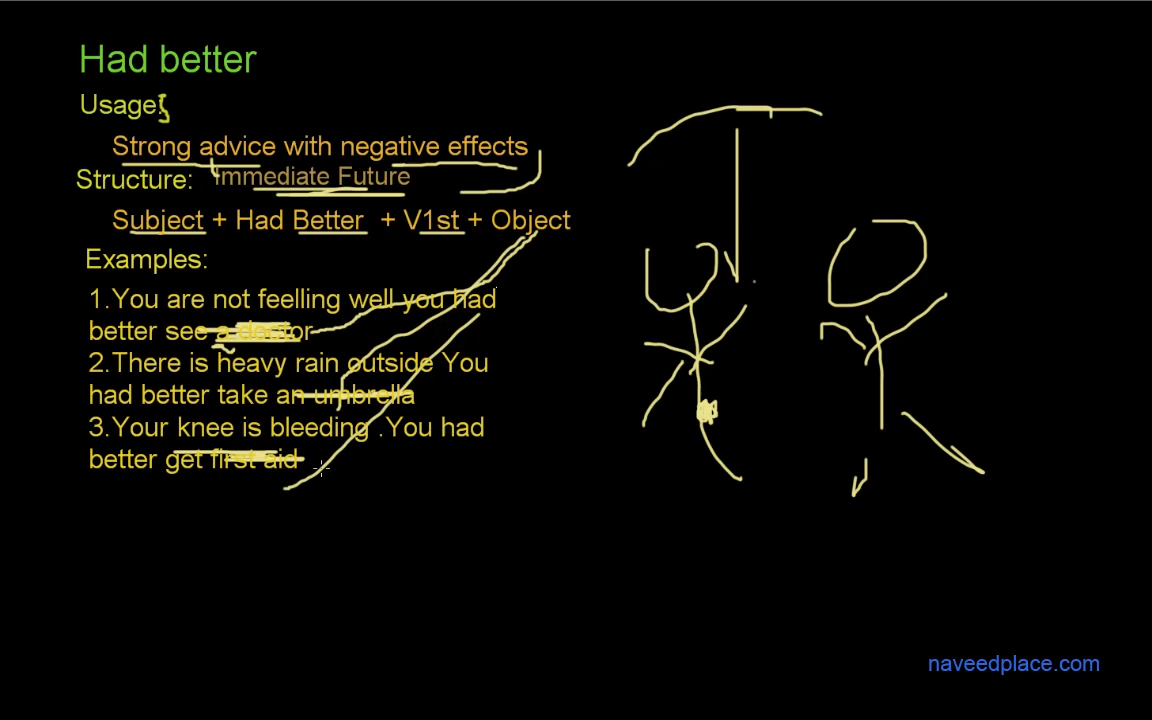 Had better
Usage:
Strong advice with negative effects
Structure: Immediate Future
Subject + Had Better + V1st + Object
Examples:
1.You are not feelling well you had
better see a doctor
2.There is heavy rain outside You
had better take an umbrella
3.Your knee is bleeding .You had
better get first aid
naveedplace.com